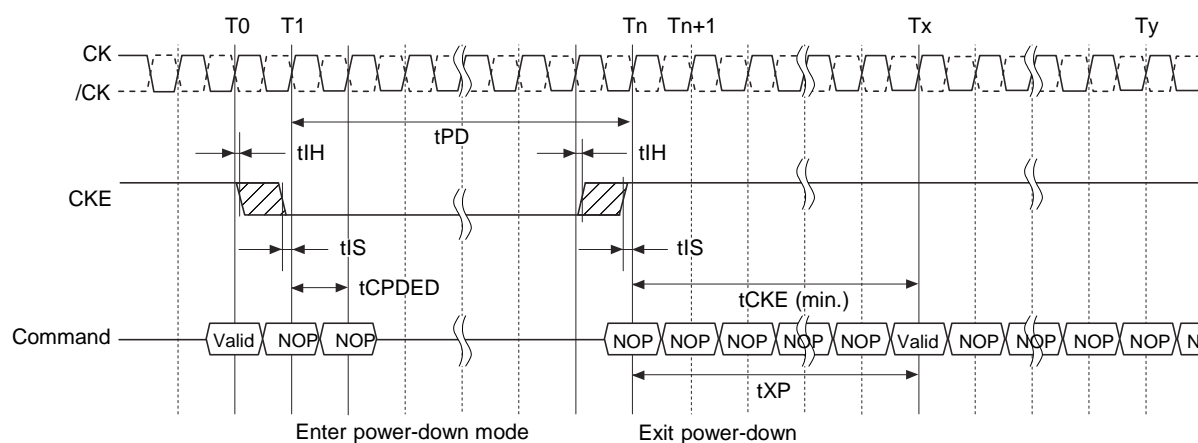 T0 T1 Tn Tn+1 Tx Ty
CK
/CK
tPD
tIH tIH
CKE
tIS tIS
tCPDED tCKE (min.)
Command Valid NOP NOP NOP NOP NOP NOP NOP Valid NOP NOP NOP NOP N
tXP
Enter power-down mode Exit power-down